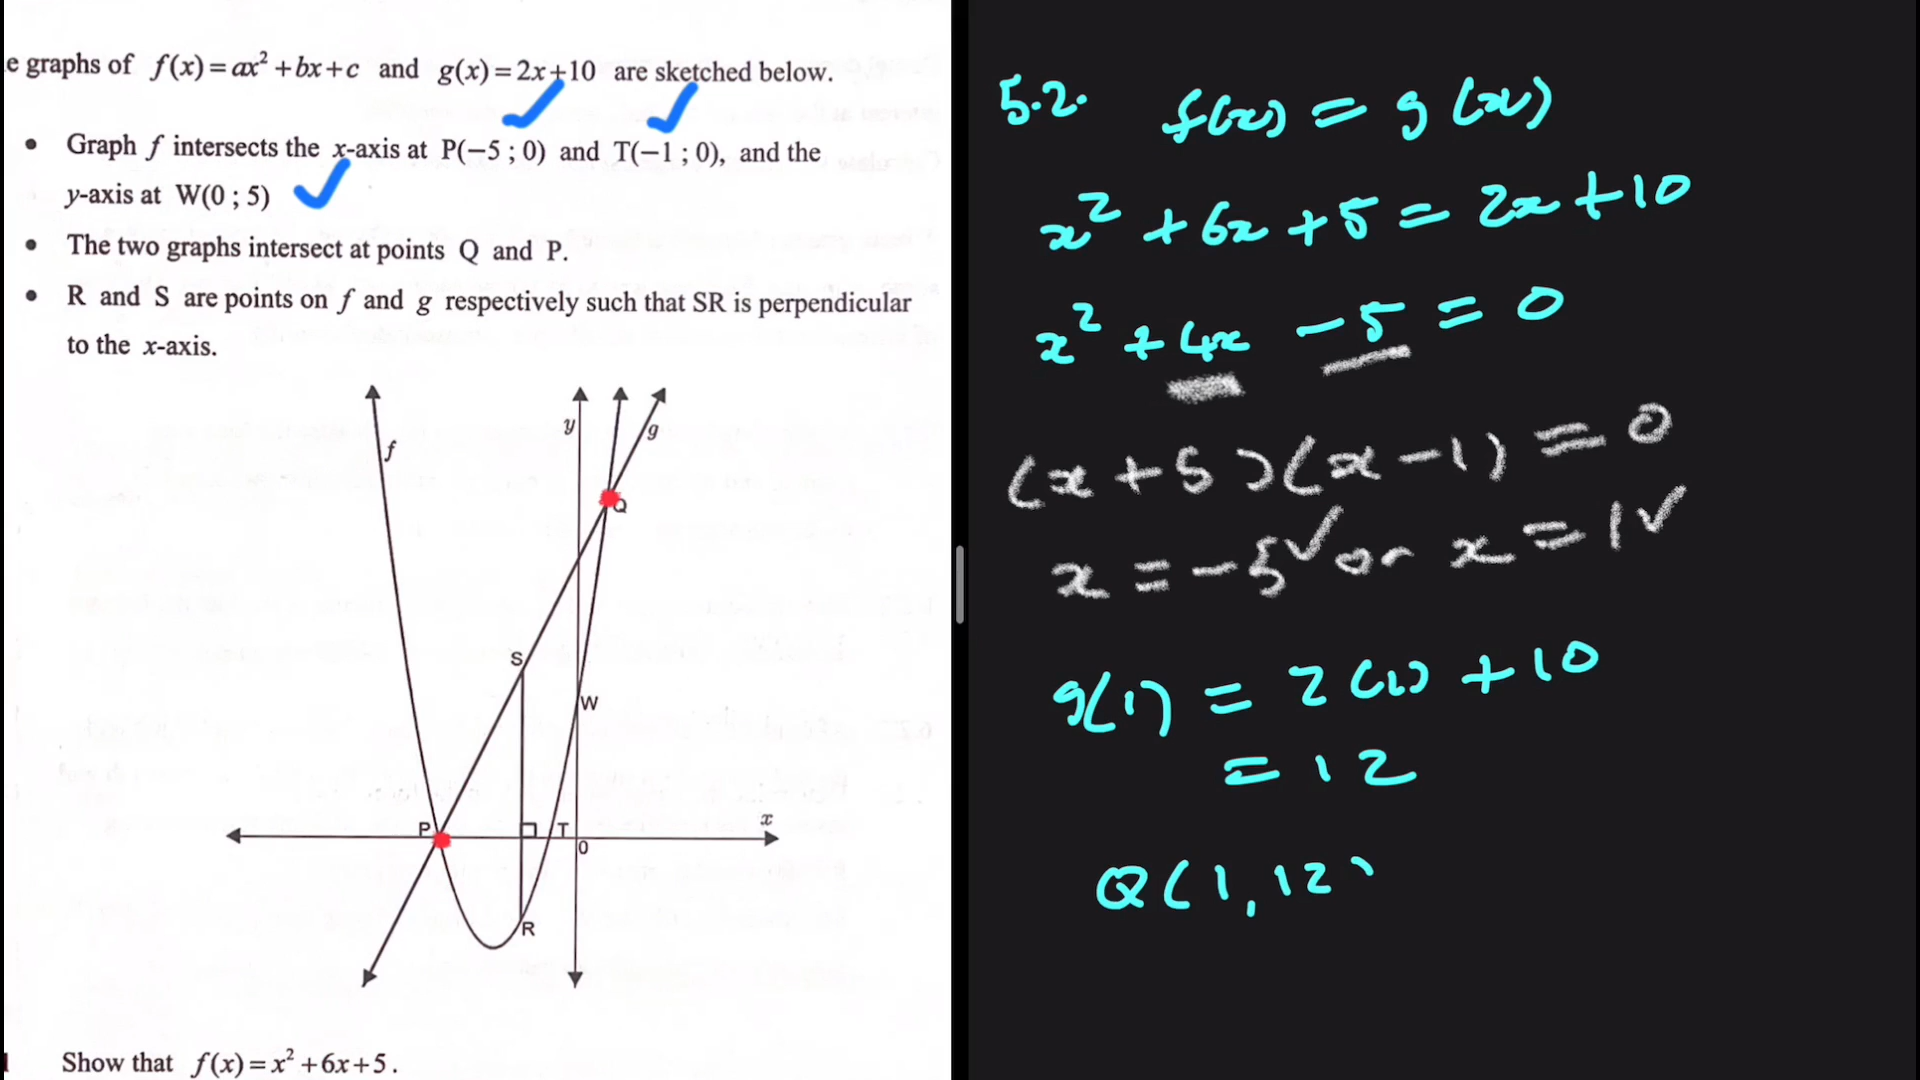 e graphs of f(x)=ax²+bx+c and g(x)=2x+10 are sketched below.
• Graph f intersects the x-axis at P(−5 ; 0) and T(−1 ; 0), and the
y-axis at W(0 ; 5)
• The two graphs intersect at points Q and P.
• R and S are points on f and g respectively such that SR is perpendicular
to the x-axis.
f
y
g
Q
S
W
P
T
x
0
R
Show that f(x)=x²+6x+5.
5.2. f(x) = g(x)
x² + 6x + 5 = 2x + 10
x² + 4x − 5 = 0
(x + 5)(x − 1) = 0
x = −5 ✓ or x = 1 ✓
g(1) = 2(1) + 10
= 12
Q(1, 12)